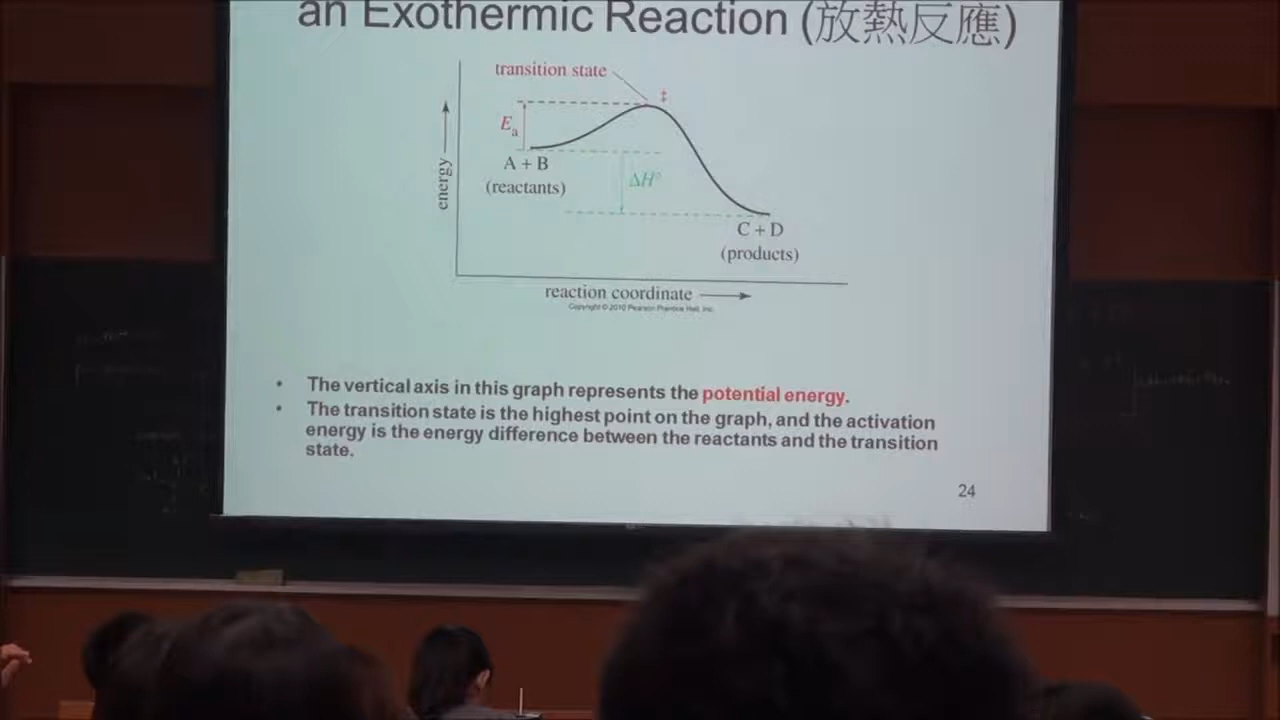 an Exothermic Reaction (放熱反應)
transition state
‡
Eₐ
A + B
(reactants)
ΔH°
energy
C + D
(products)
reaction coordinate
Copyright © 2010 Pearson Prentice Hall, Inc.
• The vertical axis in this graph represents the potential energy.
• The transition state is the highest point on the graph, and the activation
energy is the energy difference between the reactants and the transition
state.
24